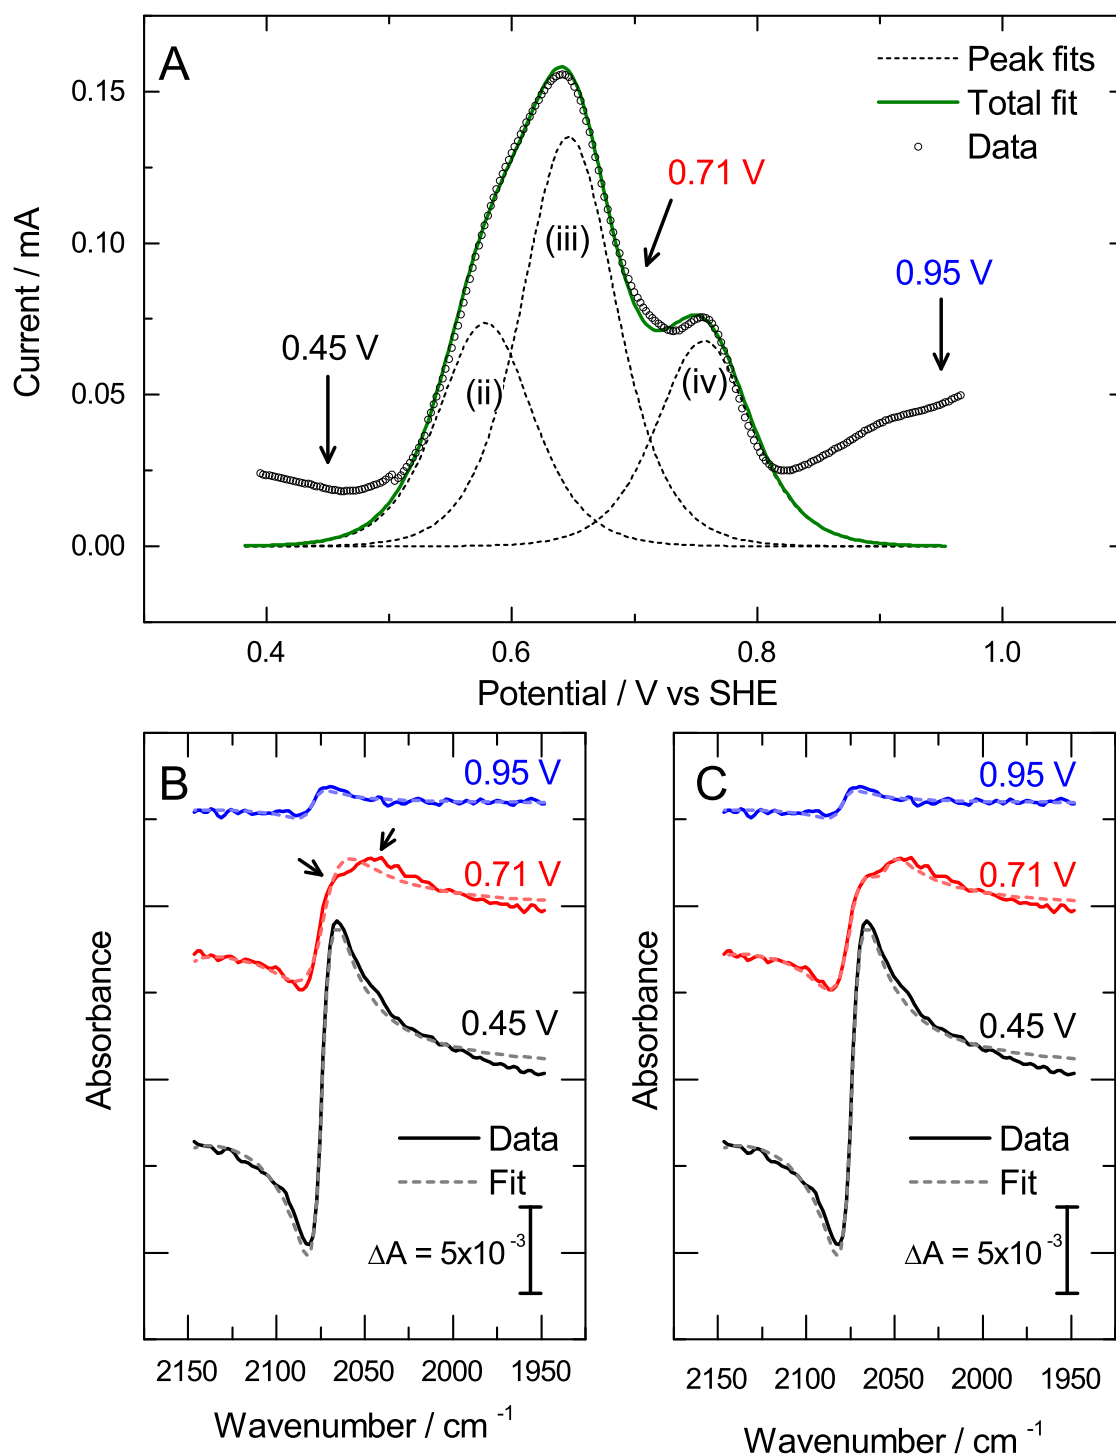 A
Peak fits
Total fit
Data
0.71 V
0.95 V
0.45 V
(ii)
(iii)
(iv)
0.15
0.10
0.05
0.00
Current / mA
0.4 0.6 0.8 1.0
Potential / V vs SHE
B
0.95 V
0.71 V
0.45 V
Data
Fit
ΔA = 5x10 -3
Absorbance
2150 2100 2050 2000 1950
Wavenumber / cm -1
C
0.95 V
0.71 V
0.45 V
Data
Fit
ΔA = 5x10 -3
Absorbance
2150 2100 2050 2000 1950
Wavenumber / cm -1